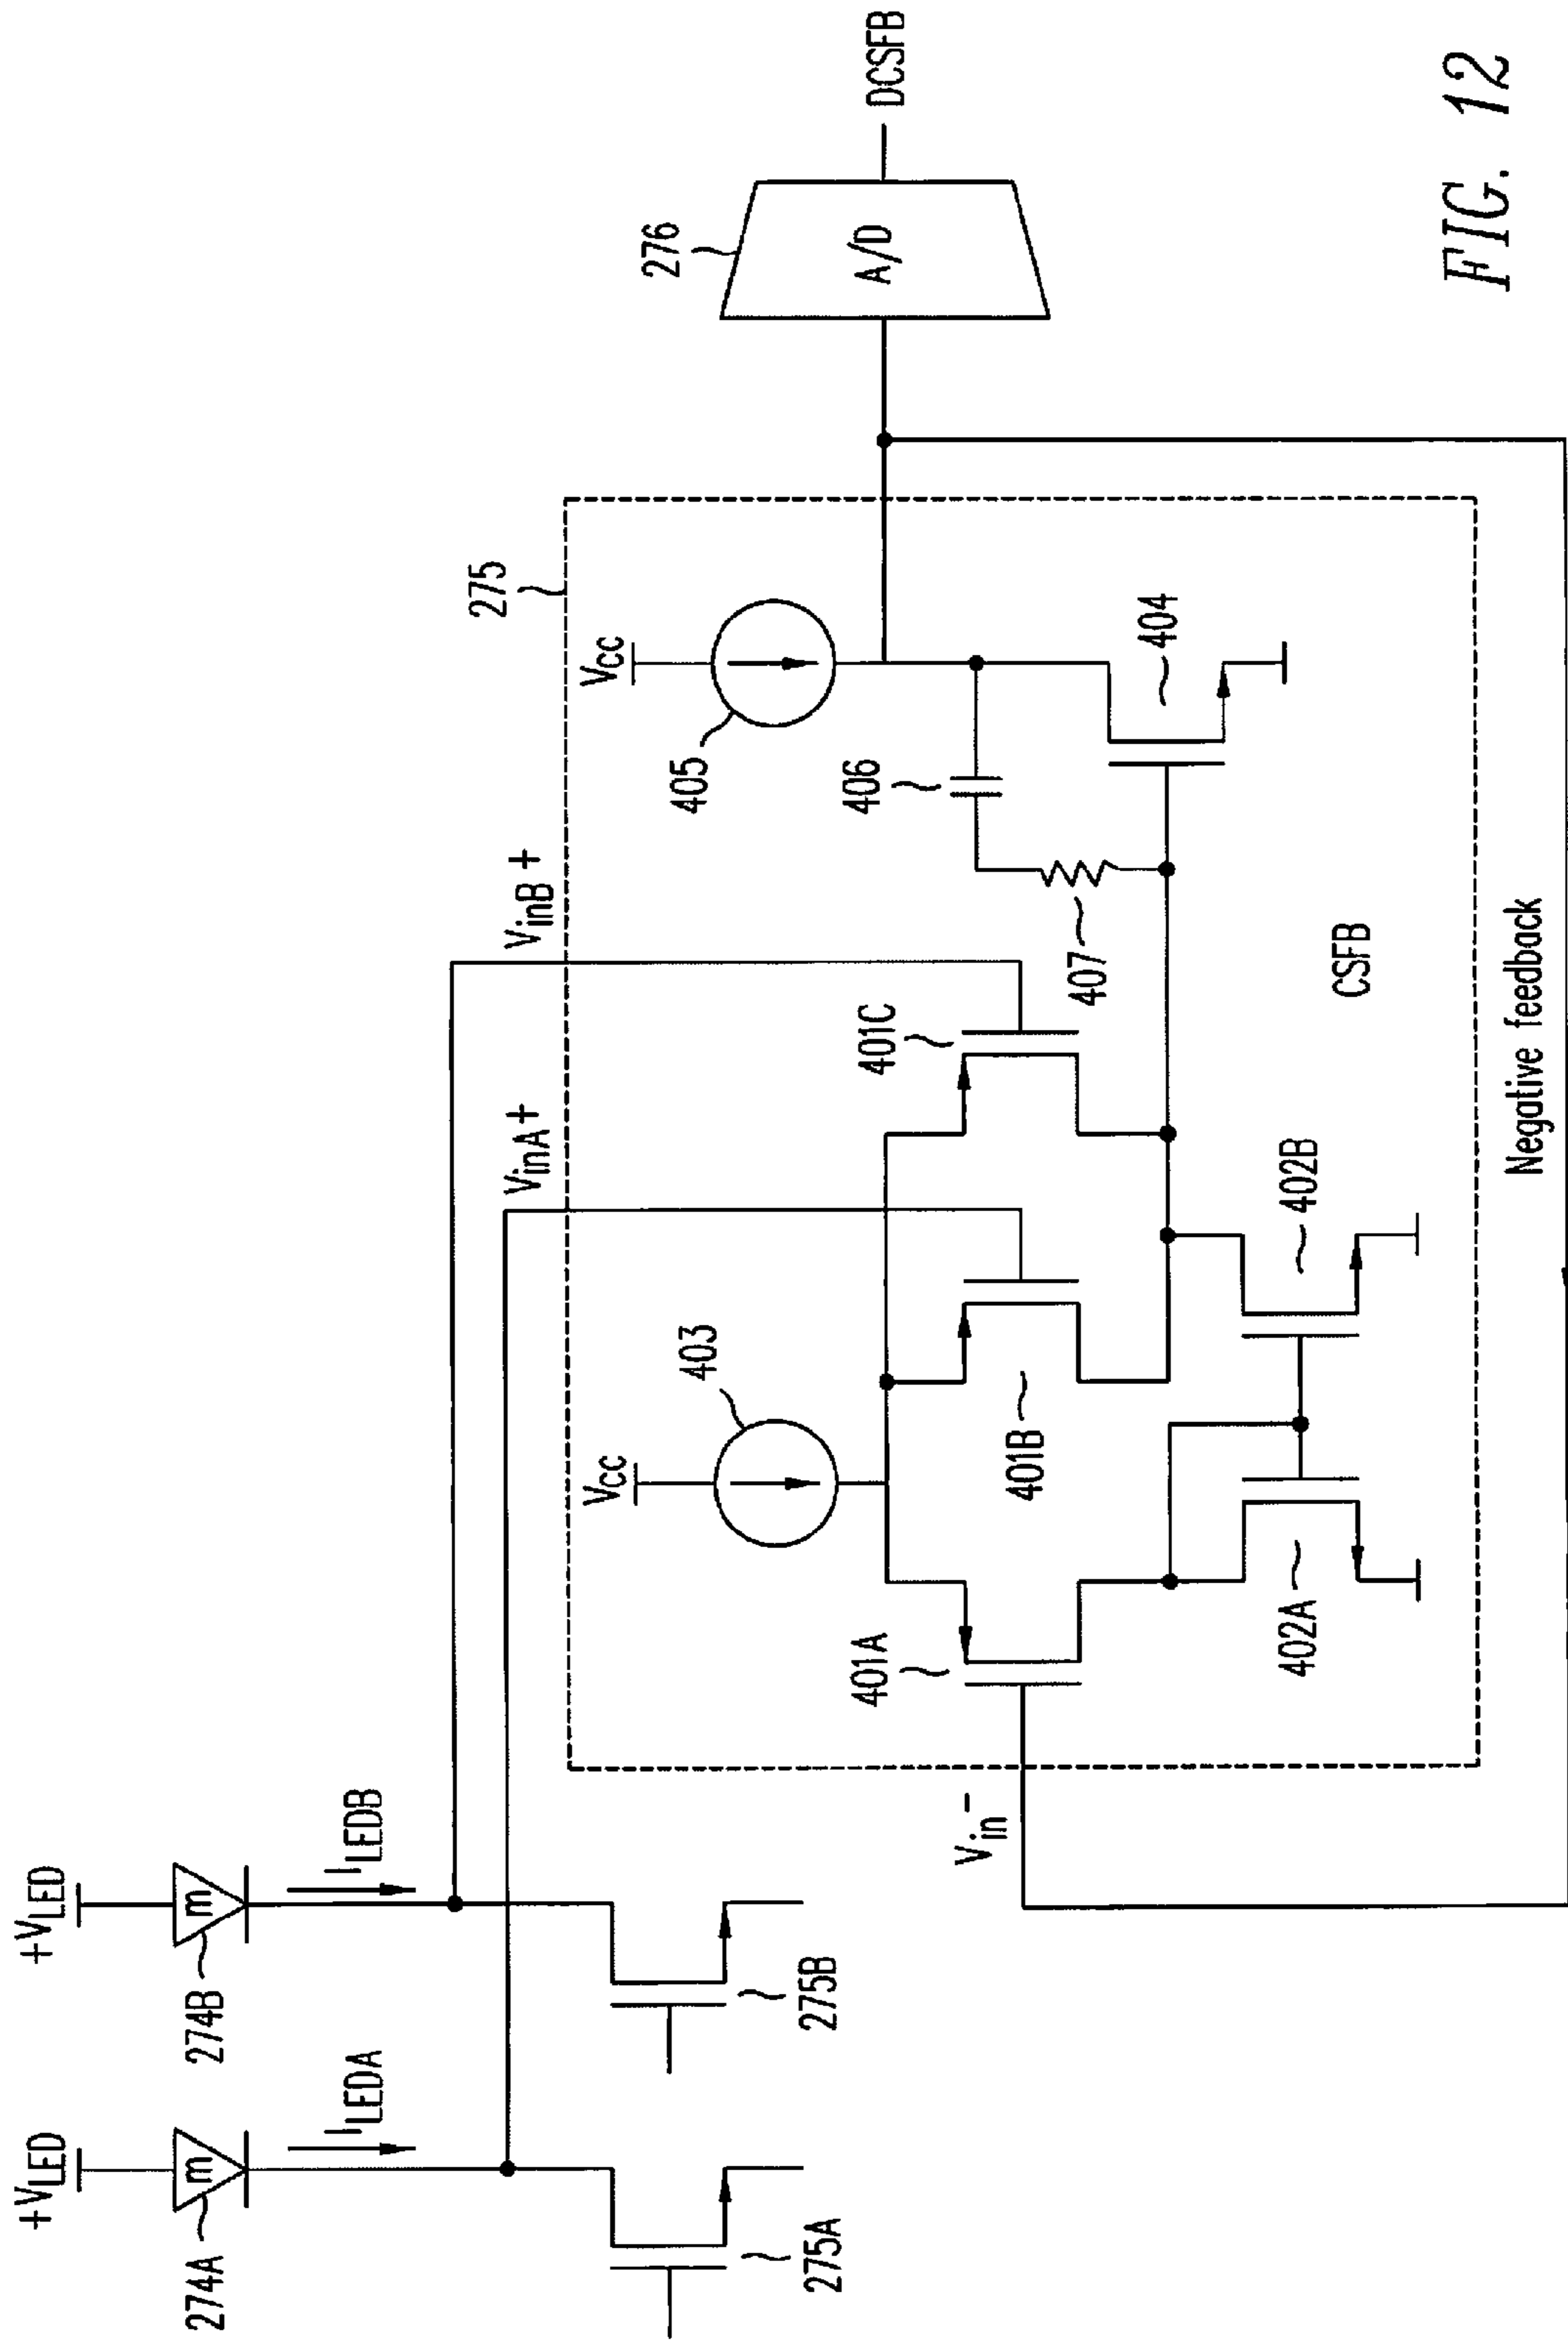 +VLED
+VLED
274A
m
274B
m
ILEDA
ILEDB
275A
275B
VinA+
VinB+
275
Vcc
403
Vcc
405
406
407
401A
401B
401C
Vin-
404
402A
402B
CSFB
276
A/D
DCSFB
Negative feedback
FIG. 12